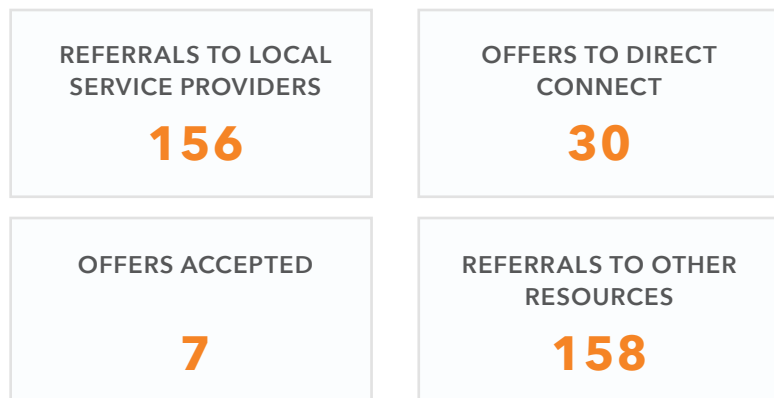 REFERRALS TO LOCAL
SERVICE PROVIDERS
156
OFFERS TO DIRECT
CONNECT
30
OFFERS ACCEPTED
7
REFERRALS TO OTHER
RESOURCES
158